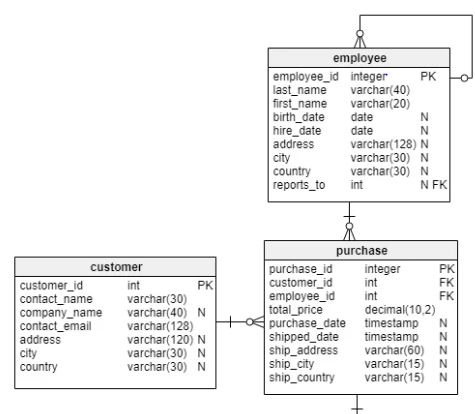 employee
employee_id integer PK
last_name varchar(40)
first_name varchar(20)
birth_date date N
hire_date date N
address varchar(128) N
city varchar(30) N
country varchar(30) N
reports_to int N FK
purchase
purchase_id integer PK
customer_id int FK
employee_id int FK
total_price decimal(10,2)
purchase_date timestamp N
shipped_date timestamp N
ship_address varchar(60) N
ship_city varchar(15) N
ship_country varchar(15) N
customer
customer_id int PK
contact_name varchar(30)
company_name varchar(40) N
contact_email varchar(128)
address varchar(120) N
city varchar(30) N
country varchar(30) N